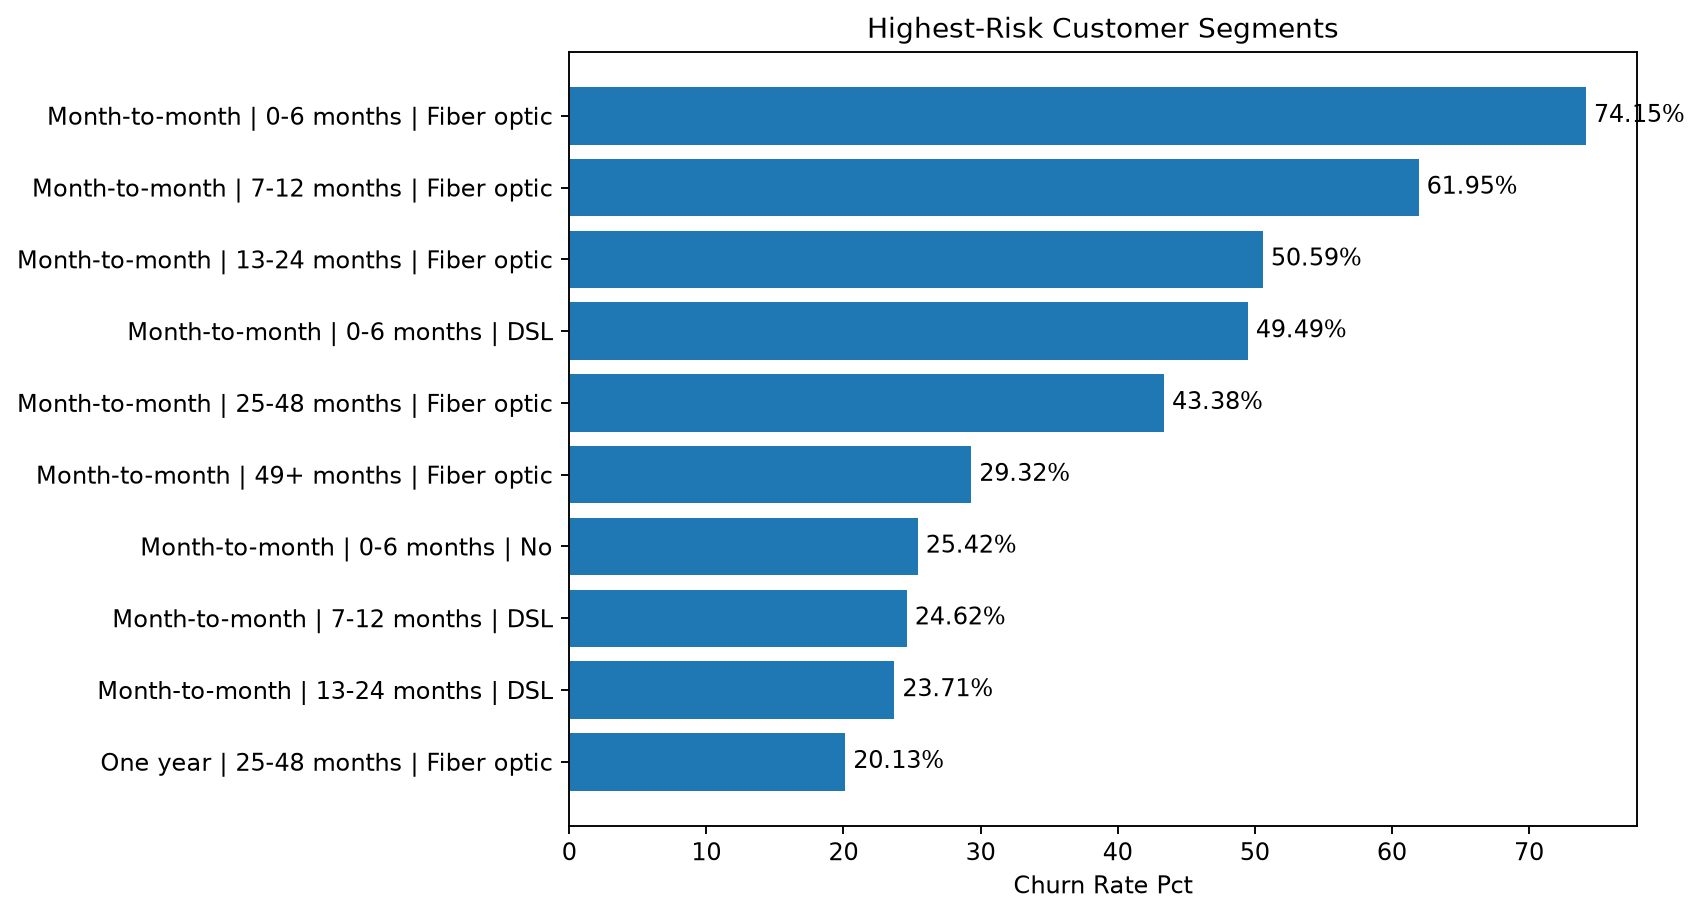 Highest-Risk Customer Segments
Month-to-month | 0-6 months | Fiber optic 74.15%
Month-to-month | 7-12 months | Fiber optic 61.95%
Month-to-month | 13-24 months | Fiber optic 50.59%
Month-to-month | 0-6 months | DSL 49.49%
Month-to-month | 25-48 months | Fiber optic 43.38%
Month-to-month | 49+ months | Fiber optic 29.32%
Month-to-month | 0-6 months | No 25.42%
Month-to-month | 7-12 months | DSL 24.62%
Month-to-month | 13-24 months | DSL 23.71%
One year | 25-48 months | Fiber optic 20.13%
0 10 20 30 40 50 60 70
Churn Rate Pct